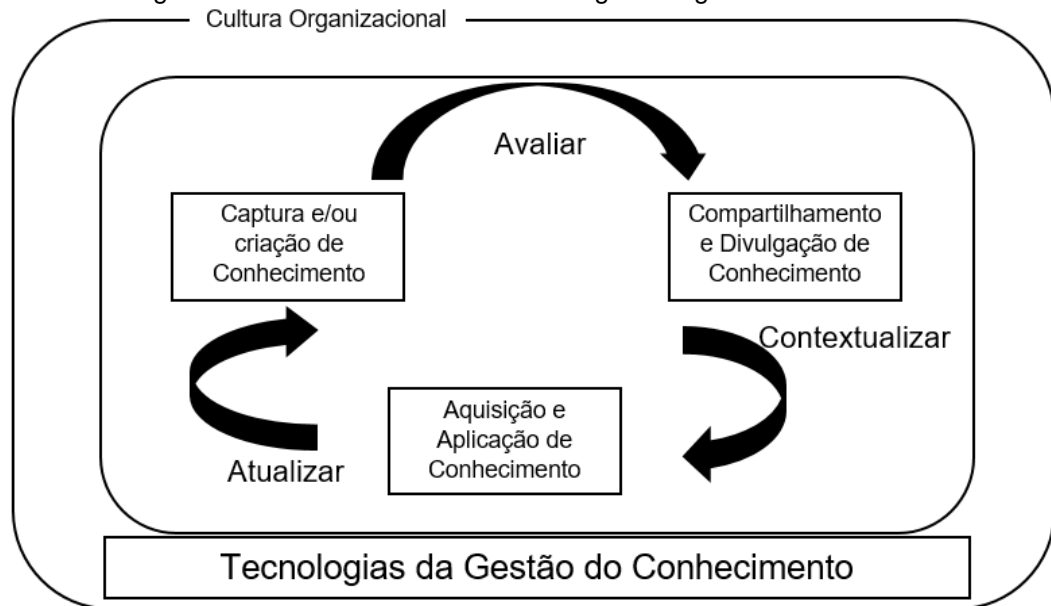 Cultura Organizacional
Avaliar
Captura e/ou
criação de
Conhecimento
Compartilhamento
e Divulgação de
Conhecimento
Contextualizar
Aquisição e
Aplicação de
Conhecimento
Atualizar
Tecnologias da Gestão do Conhecimento